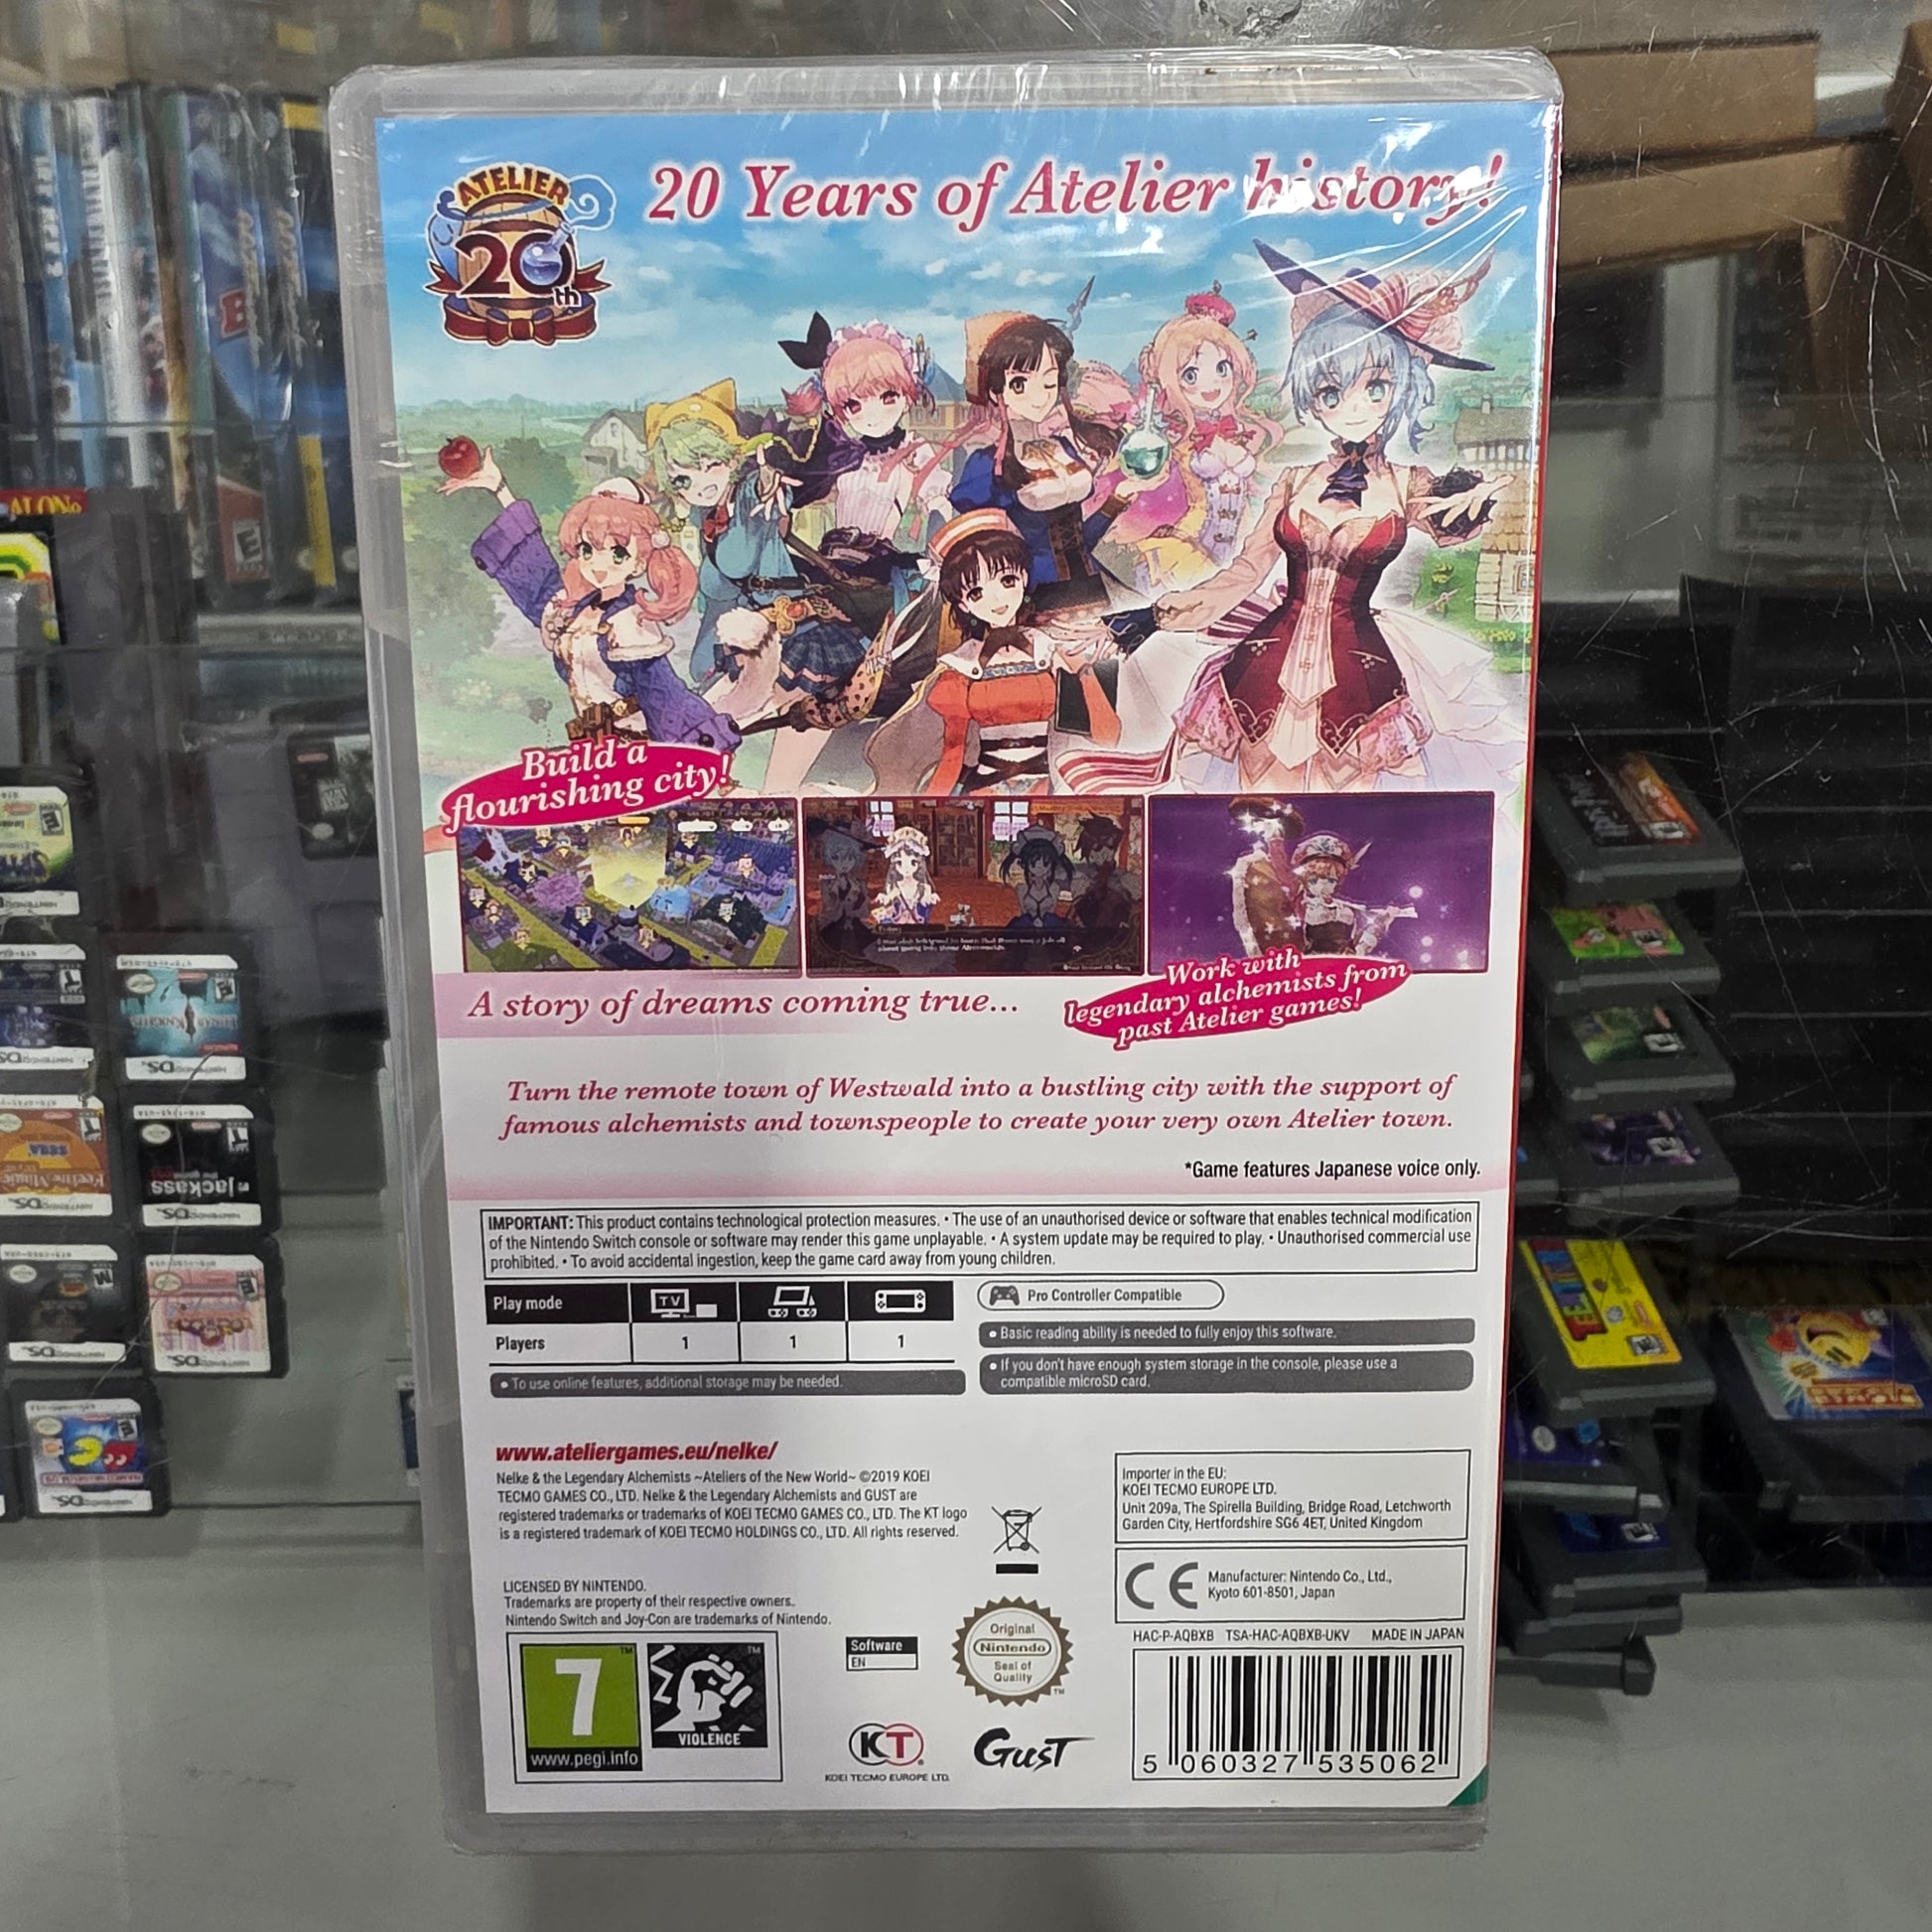 ATELIER
20th
20 Years of Atelier history!
Build a
flourishing city!
A story of dreams coming true...
Work with
legendary alchemists from
past Atelier games!
Turn the remote town of Westwald into a bustling city with the support of
famous alchemists and townspeople to create your very own Atelier town.
*Game features Japanese voice only.
IMPORTANT: This product contains technological protection measures. • The use of an unauthorised device or software that enables technical modification
of the Nintendo Switch console or software may render this game unplayable. • A system update may be required to play. • Unauthorised commercial use
prohibited. • To avoid accidental ingestion, keep the game card away from young children.
Play mode
TV
Players 1 1 1
• To use online features, additional storage may be needed.
Pro Controller Compatible
• Basic reading ability is needed to fully enjoy this software.
• If you don't have enough system storage in the console, please use a
compatible microSD card.
www.ateliergames.eu/nelke/
Nelke & the Legendary Alchemists ~Ateliers of the New World~ ©2019 KOEI
TECMO GAMES CO., LTD. Nelke & the Legendary Alchemists and GUST are
registered trademarks or trademarks of KOEI TECMO GAMES CO., LTD. The KT logo
is a registered trademark of KOEI TECMO HOLDINGS CO., LTD. All rights reserved.
LICENSED BY NINTENDO.
Trademarks are property of their respective owners.
Nintendo Switch and Joy-Con are trademarks of Nintendo.
Importer in the EU:
KOEI TECMO EUROPE LTD.
Unit 209a, The Spirella Building, Bridge Road, Letchworth
Garden City, Hertfordshire SG6 4ET, United Kingdom
CE
Manufacturer: Nintendo Co., Ltd.,
Kyoto 601-8501, Japan
HAC-P-AQBXB TSA-HAC-AQBXB-UKV MADE IN JAPAN
7
www.pegi.info
VIOLENCE
TM
Software
EN
Original
Nintendo
Seal of
Quality
TM
KT
KOEI TECMO EUROPE LTD.
GUST
5 060327 535062
jackass
NINTENDO DS